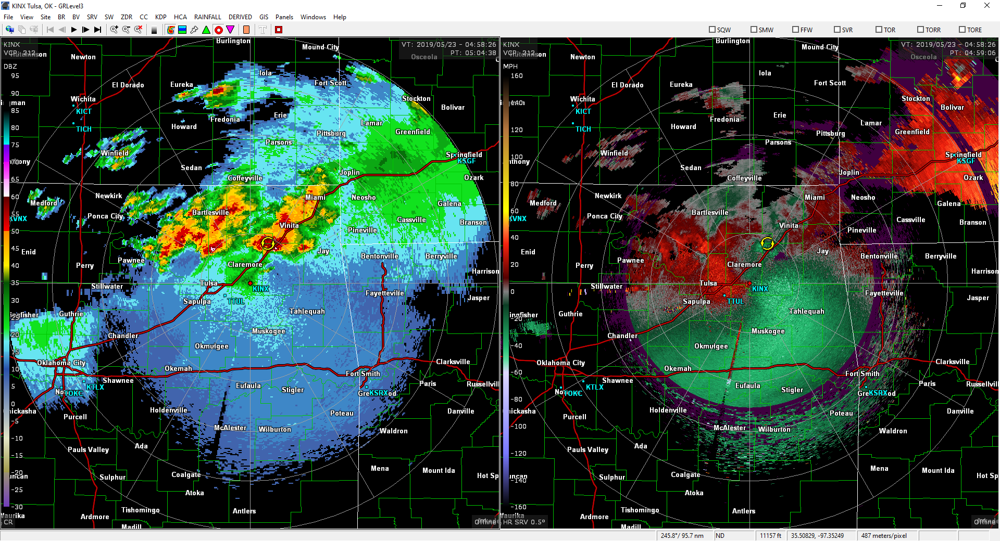 KINX Tulsa, OK - GRLevel3
File View Site BR BV SRV SW ZDR CC KDP HCA RAINFALL DERIVED GIS Panels Windows Help
SQW SMW FFW SVR TOR TORR TORE
KINX
VCP: 212
DBZ
VT: 2019/05/23 - 04:58:26
PT: 05:04:38
95
90
85
80
75
70
65
60
55
50
45
40
35
30
25
20
15
10
5
0
-5
-10
-15
-20
-25
-30
CR
Burlington
Mound City
Osceola
Newton
Iola
El Dorado
Eureka
Fort Scott
Wichita
Stockton
KICT
Bolivar
TICH
Howard
Fredonia
Erie
Lamar
Pittsburg
Greenfield
Parsons
Winfield
Springfield
KSGF
Sedan
Joplin
Coffeyville
Ozark
Medford
Newkirk
Miami
Neosho
Galena
KVNX
Ponca City
Bartlesville
Cassville
Branson
Vinita
Pineville
Enid
Pawnee
Jay
Bentonville
Berryville
Perry
Claremore
Harrison
Stillwater
Tulsa
KINX
Fayetteville
Jasper
Sapulpa
TTUL
Guthrie
Tahlequah
Chandler
Muskogee
Okmulgee
Oklahoma City
Clarksville
Okemah
Fort Smith
Shawnee
KTLX
TOKC
Eufaula
Stigler
Paris
Russellvil
KSRX
Holdenville
Poteau
Danville
Purcell
McAlester
Wilburton
Waldron
Pauls Valley
Ada
Mena
Mount Ida
Hot Sp
Sulphur
Coalgate
Atoka
Tishomingo
Antlers
Ardmore
Madill
Offline
KINX
VCP: 212
MPH
VT: 2019/05/23 - 04:58:26
PT: 04:59:06
160
140
120
100
80
60
40
20
0
-20
-40
-60
-80
-100
-120
-140
-160
HR SRV 0.5°
Burlington
Mound City
Osceola
Newton
Iola
El Dorado
Eureka
Fort Scott
Wichita
Stockton
KICT
Bolivar
TICH
Howard
Fredonia
Erie
Lamar
Pittsburg
Greenfield
Parsons
Winfield
Springfield
KSGF
Sedan
Joplin
Coffeyville
Ozark
Medford
Newkirk
Miami
Neosho
Galena
KVNX
Ponca City
Bartlesville
Cassville
Branson
Vinita
Pineville
Enid
Pawnee
Jay
Bentonville
Berryville
Perry
Claremore
Harrison
Stillwater
Tulsa
KINX
Fayetteville
Jasper
Sapulpa
TTUL
Guthrie
Tahlequah
Chandler
Muskogee
Okmulgee
Oklahoma City
Clarksville
Okemah
Fort Smith
Shawnee
KTLX
TOKC
Eufaula
Stigler
Paris
Russellvil
KSRX
Holdenville
Poteau
Danville
Purcell
McAlester
Wilburton
Waldron
Pauls Valley
Ada
Mena
Mount Ida
Hot Sp
Sulphur
Coalgate
Atoka
Tishomingo
Antlers
Ardmore
Madill
Offline
245.8°/ 95.7 nm ND 11157 ft 35.50829, -97.35249 487 meters/pixel